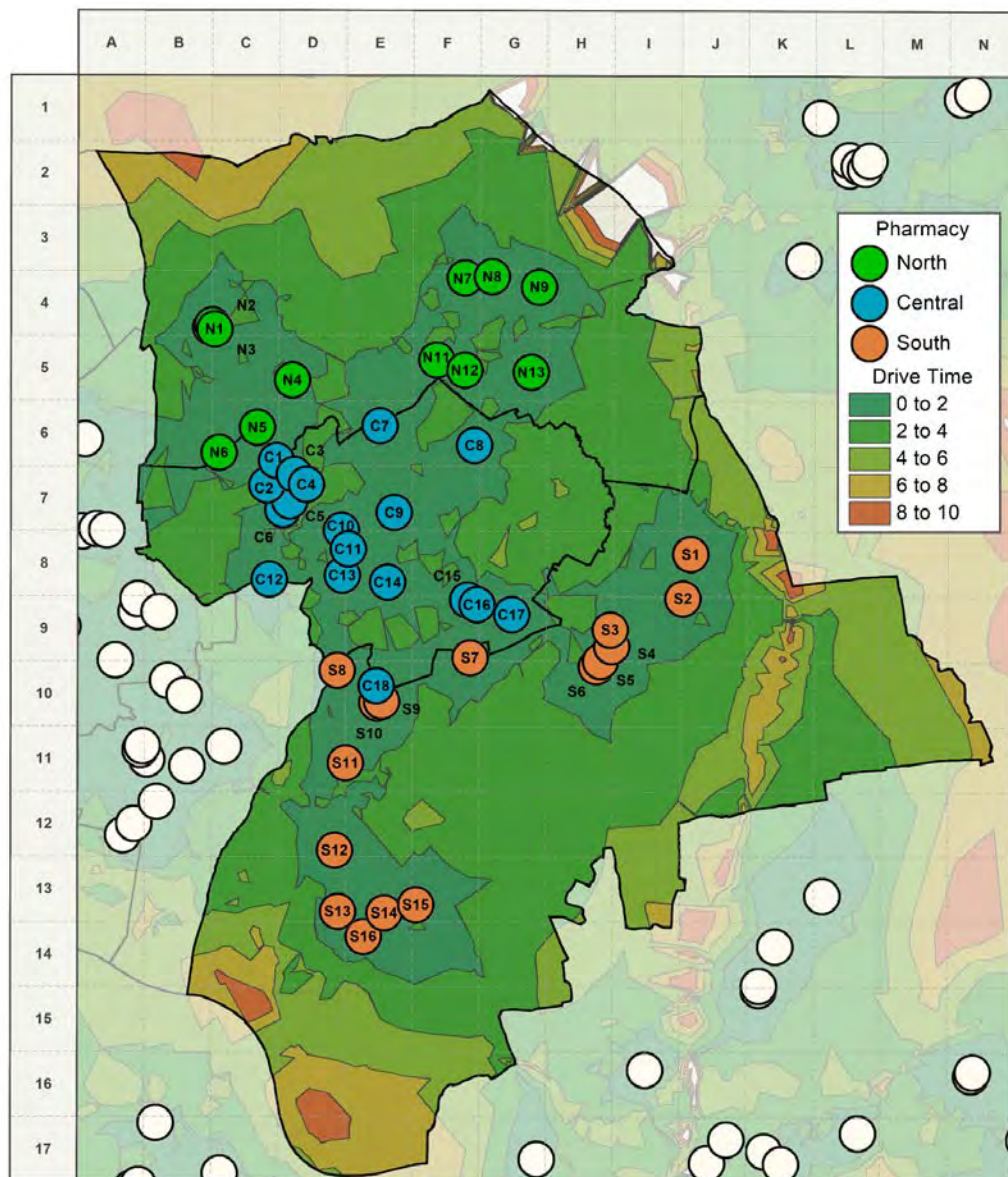 A B C D E F G H I J K L M N
1
2
3
4
5
6
7
8
9
10
11
12
13
14
15
16
17
Pharmacy
North
Central
South
Drive Time
0 to 2
2 to 4
4 to 6
6 to 8
8 to 10
N7 N8 N9
N2
N1
N3
N11 N12 N13
N4
N5 C7
N6 C1 C3 C8
C2 C4
C5 C9
C6 C10
C11 S1
C12 C13 C14 C15
C16 C17 S2
S3
S4
S8 S7
S6 S5
C18
S9
S10
S11
S12
S13 S14 S15
S16